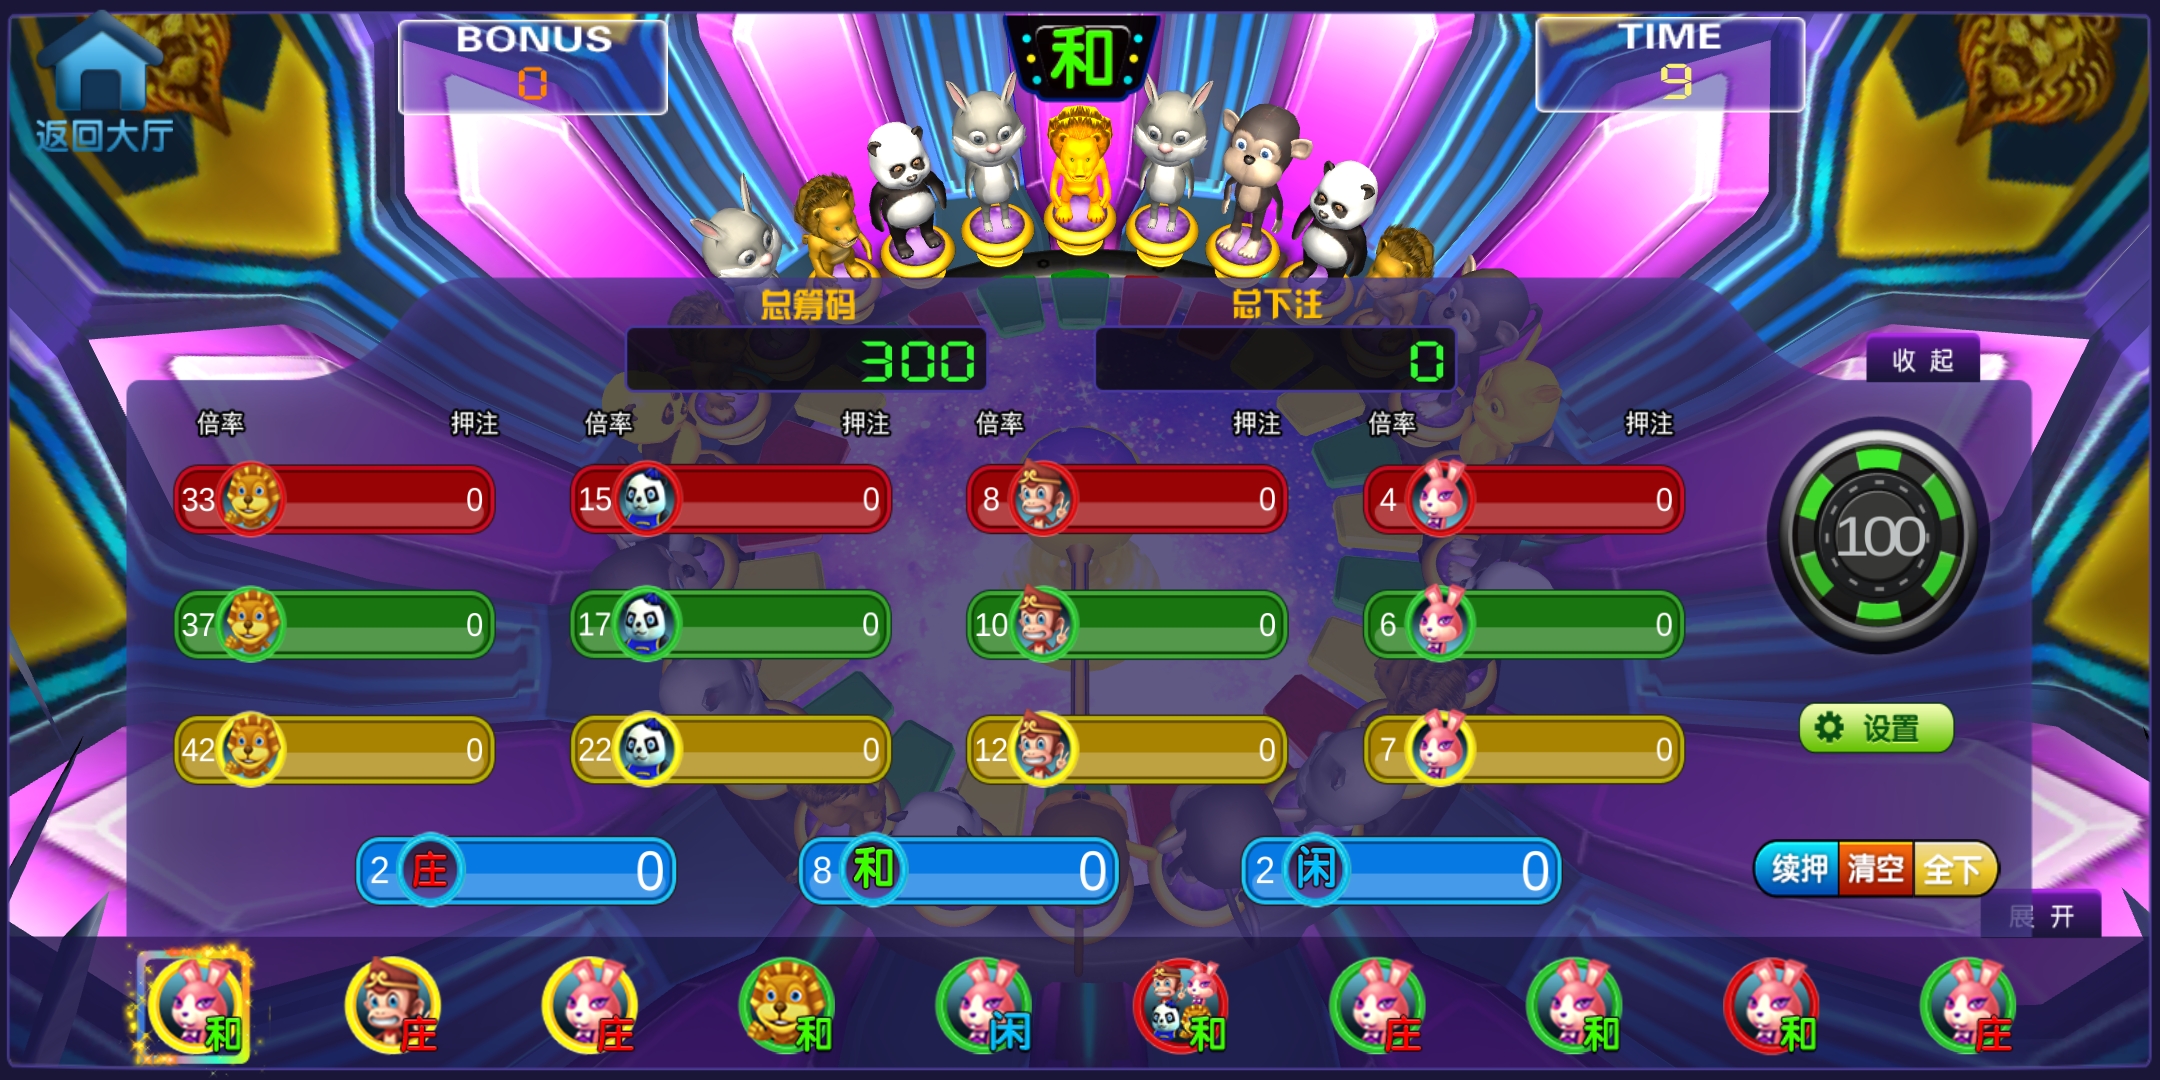 BONUS
0
和
TIME
9
返回大厅
总筹码
总下注
300
0
收起
倍率 押注 倍率 押注 倍率 押注 倍率 押注
33 0 15 0 8 0 4 0
100
37 0 17 0 10 0 6 0
42 0 22 0 12 0 7 0
设置
2 庄 0 8 和 0 2 闲 0
续押 清空 全下
展开
和 庄 庄 和 闲 和 庄 和 和 庄